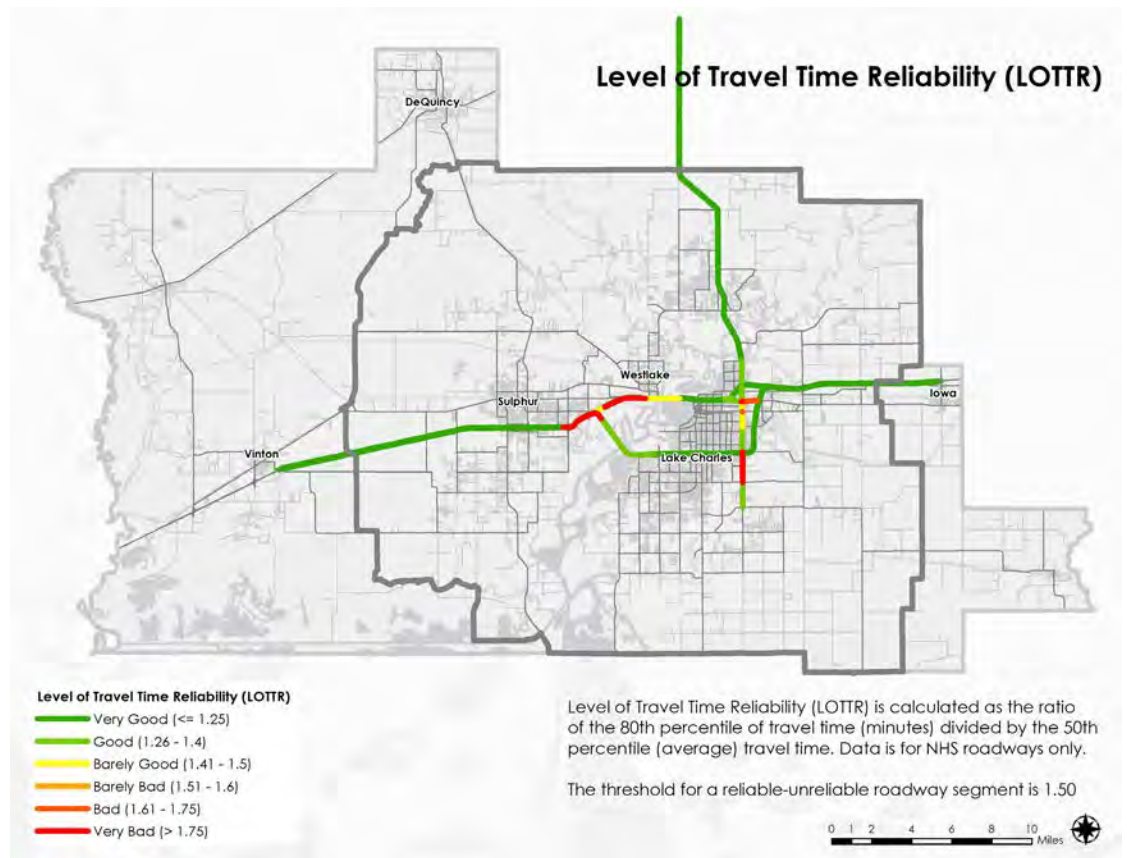 Level of Travel Time Reliability (LOTTR)
DeQuincy
Westlake
Iowa
Sulphur
Vinton
Lake Charles
Level of Travel Time Reliability (LOTTR)
Very Good (<= 1.25)
Good (1.26 - 1.4)
Barely Good (1.41 - 1.5)
Barely Bad (1.51 - 1.6)
Bad (1.61 - 1.75)
Very Bad (> 1.75)
Level of Travel Time Reliability (LOTTR) is calculated as the ratio
of the 80th percentile of travel time (minutes) divided by the 50th
percentile (average) travel time. Data is for NHS roadways only.
The threshold for a reliable-unreliable roadway segment is 1.50
0 1 2 4 6 8 10
Miles